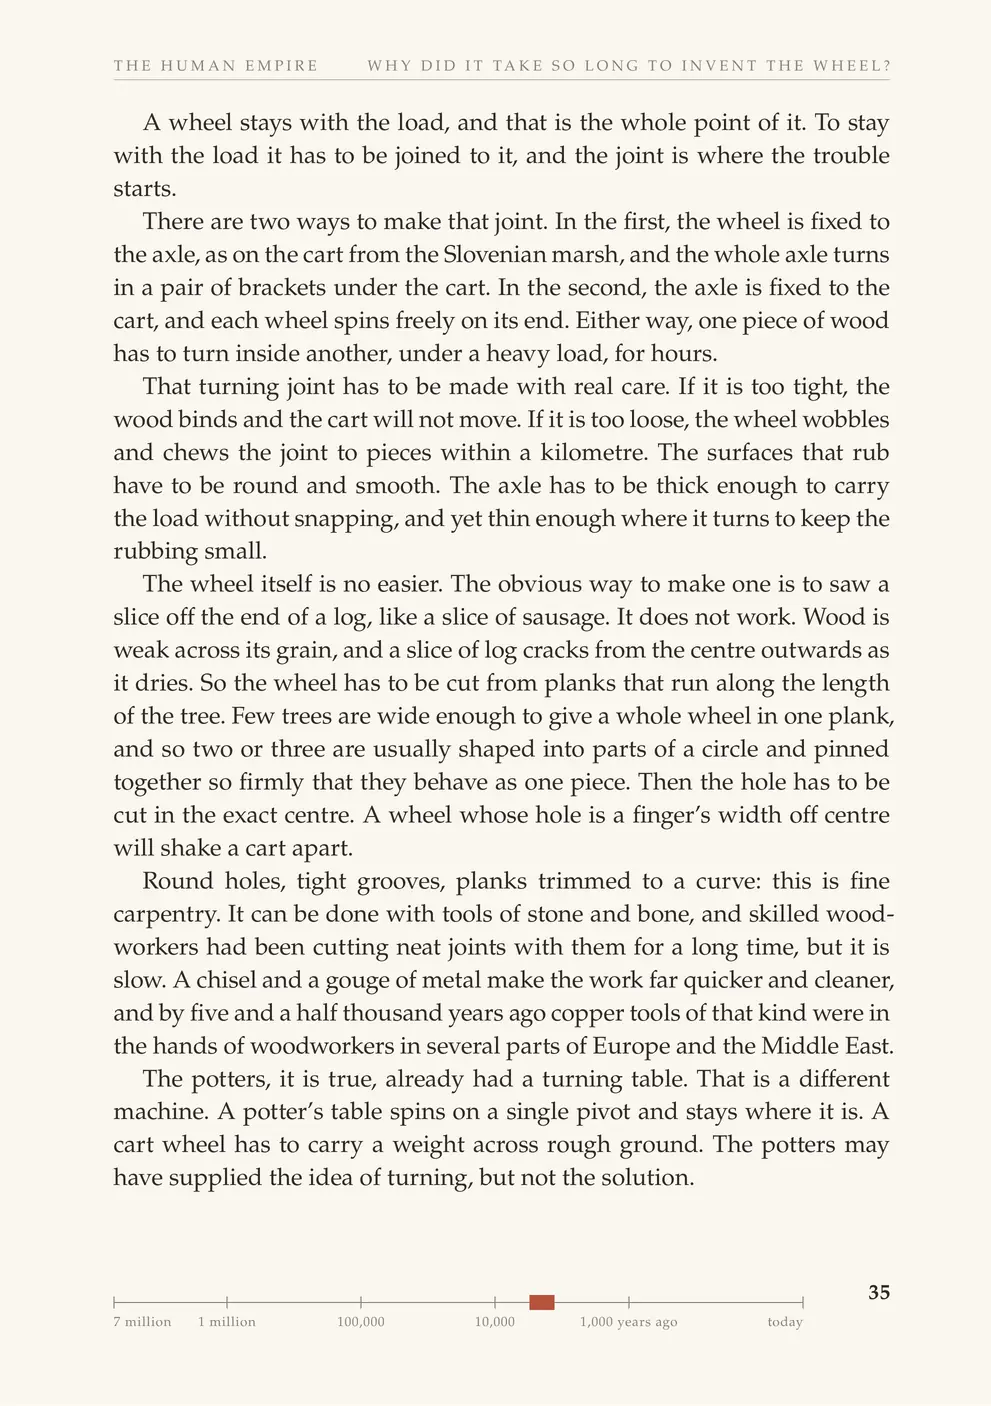 THE HUMAN EMPIRE WHY DID IT TAKE SO LONG TO INVENT THE WHEEL?
A wheel stays with the load, and that is the whole point of it. To stay
with the load it has to be joined to it, and the joint is where the trouble
starts.
There are two ways to make that joint. In the first, the wheel is fixed to
the axle, as on the cart from the Slovenian marsh, and the whole axle turns
in a pair of brackets under the cart. In the second, the axle is fixed to the
cart, and each wheel spins freely on its end. Either way, one piece of wood
has to turn inside another, under a heavy load, for hours.
That turning joint has to be made with real care. If it is too tight, the
wood binds and the cart will not move. If it is too loose, the wheel wobbles
and chews the joint to pieces within a kilometre. The surfaces that rub
have to be round and smooth. The axle has to be thick enough to carry
the load without snapping, and yet thin enough where it turns to keep the
rubbing small.
The wheel itself is no easier. The obvious way to make one is to saw a
slice off the end of a log, like a slice of sausage. It does not work. Wood is
weak across its grain, and a slice of log cracks from the centre outwards as
it dries. So the wheel has to be cut from planks that run along the length
of the tree. Few trees are wide enough to give a whole wheel in one plank,
and so two or three are usually shaped into parts of a circle and pinned
together so firmly that they behave as one piece. Then the hole has to be
cut in the exact centre. A wheel whose hole is a finger’s width off centre
will shake a cart apart.
Round holes, tight grooves, planks trimmed to a curve: this is fine
carpentry. It can be done with tools of stone and bone, and skilled wood-
workers had been cutting neat joints with them for a long time, but it is
slow. A chisel and a gouge of metal make the work far quicker and cleaner,
and by five and a half thousand years ago copper tools of that kind were in
the hands of woodworkers in several parts of Europe and the Middle East.
The potters, it is true, already had a turning table. That is a different
machine. A potter’s table spins on a single pivot and stays where it is. A
cart wheel has to carry a weight across rough ground. The potters may
have supplied the idea of turning, but not the solution.
35
7 million 1 million 100,000 10,000 1,000 years ago today